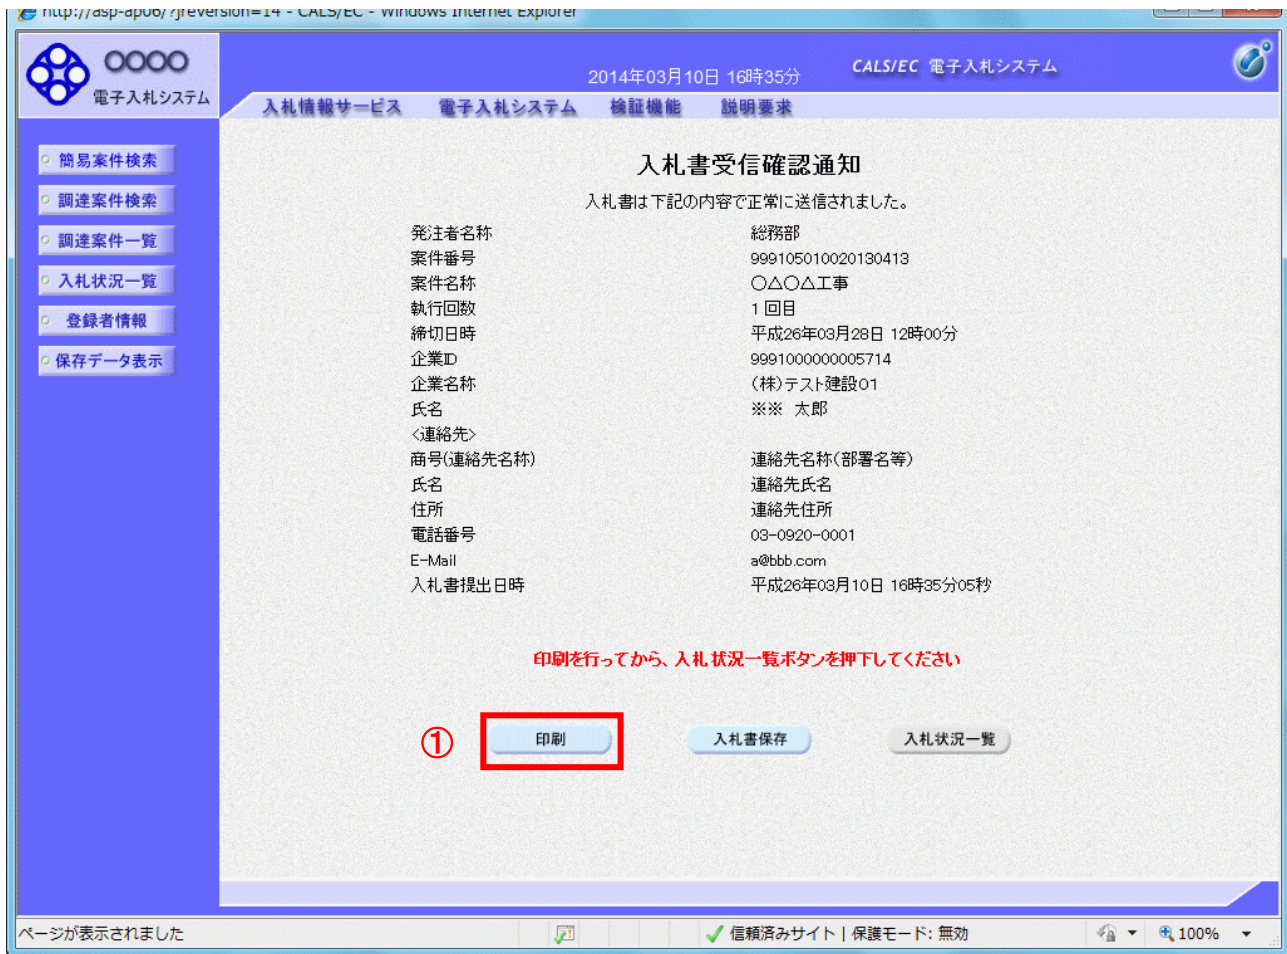 http://asp-ap06/?jreversion=14 - CALS/EC - Windows Internet Explorer
○○○○
電子入札システム
2014年03月10日 16時35分
CALS/EC 電子入札システム
入札情報サービス 電子入札システム 検証機能 説明要求
簡易案件検索
調達案件検索
調達案件一覧
入札状況一覧
登録者情報
保存データ表示
入札書受信確認通知
入札書は下記の内容で正常に送信されました。
発注者名称 総務部
案件番号 999105010020130413
案件名称 ○△○△工事
執行回数 1 回目
締切日時 平成26年03月28日 12時00分
企業ID 9991000000005714
企業名称 (株)テスト建設01
氏名 ※※ 太郎
<連絡先>
商号(連絡先名称) 連絡先名称(部署名等)
氏名 連絡先氏名
住所 連絡先住所
電話番号 03-0920-0001
E-Mail a@bbb.com
入札書提出日時 平成26年03月10日 16時35分05秒
印刷を行ってから、入札状況一覧ボタンを押下してください
① 印刷 入札書保存 入札状況一覧
ページが表示されました 信頼済みサイト | 保護モード: 無効 100%